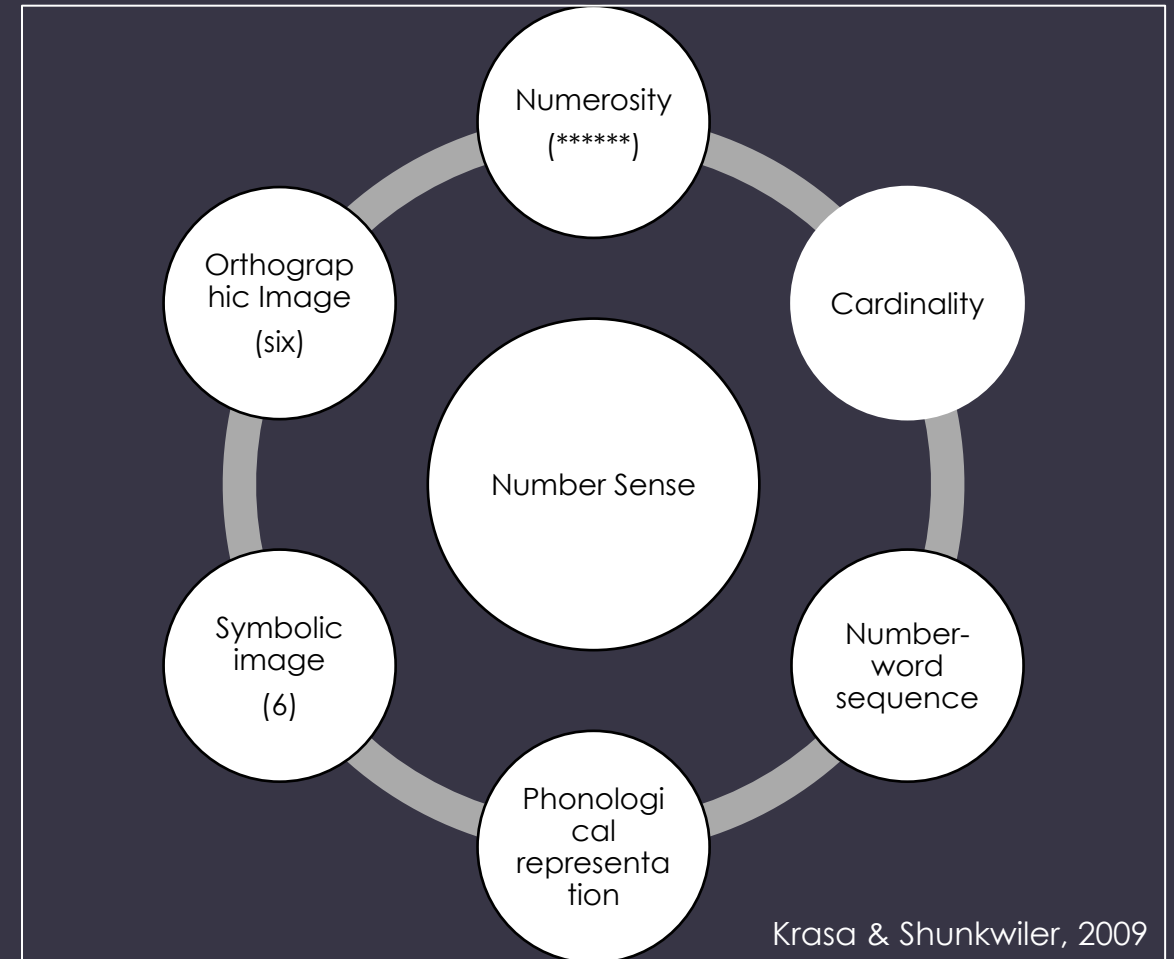 Numerosity
(******)
Cardinality
Number-
word
sequence
Phonologi
cal
representa
tion
Symbolic
image
(6)
Orthograp
hic Image
(six)
Number Sense
Krasa & Shunkwiler, 2009